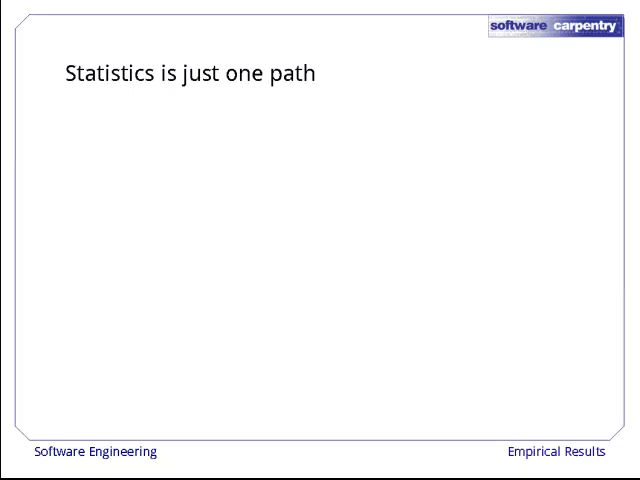 software carpentry
Statistics is just one path
Software Engineering
Empirical Results